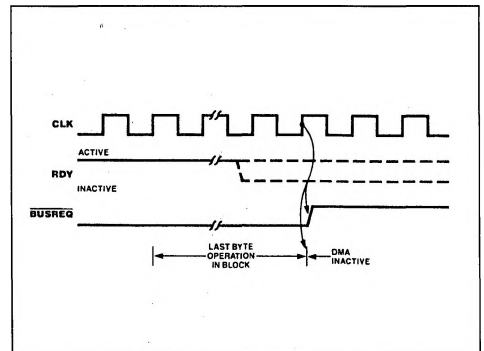 CLK
ACTIVE
RDY
INACTIVE
BUSREQ
LAST BYTE
OPERATION
IN BLOCK
DMA
INACTIVE